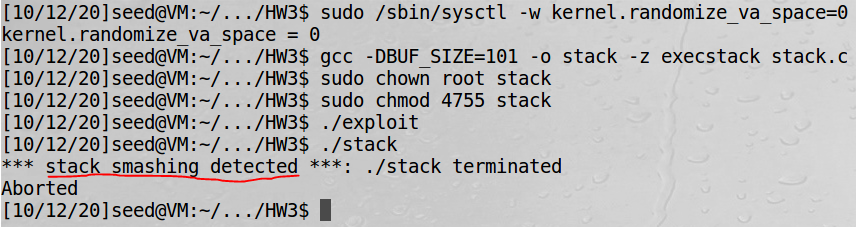 [10/12/20]seed@VM:~/.../HW3$ sudo /sbin/sysctl -w kernel.randomize_va_space=0
kernel.randomize_va_space = 0
[10/12/20]seed@VM:~/.../HW3$ gcc -DBUF_SIZE=101 -o stack -z execstack stack.c
[10/12/20]seed@VM:~/.../HW3$ sudo chown root stack
[10/12/20]seed@VM:~/.../HW3$ sudo chmod 4755 stack
[10/12/20]seed@VM:~/.../HW3$ ./exploit
[10/12/20]seed@VM:~/.../HW3$ ./stack
*** stack smashing detected ***: ./stack terminated
Aborted
[10/12/20]seed@VM:~/.../HW3$